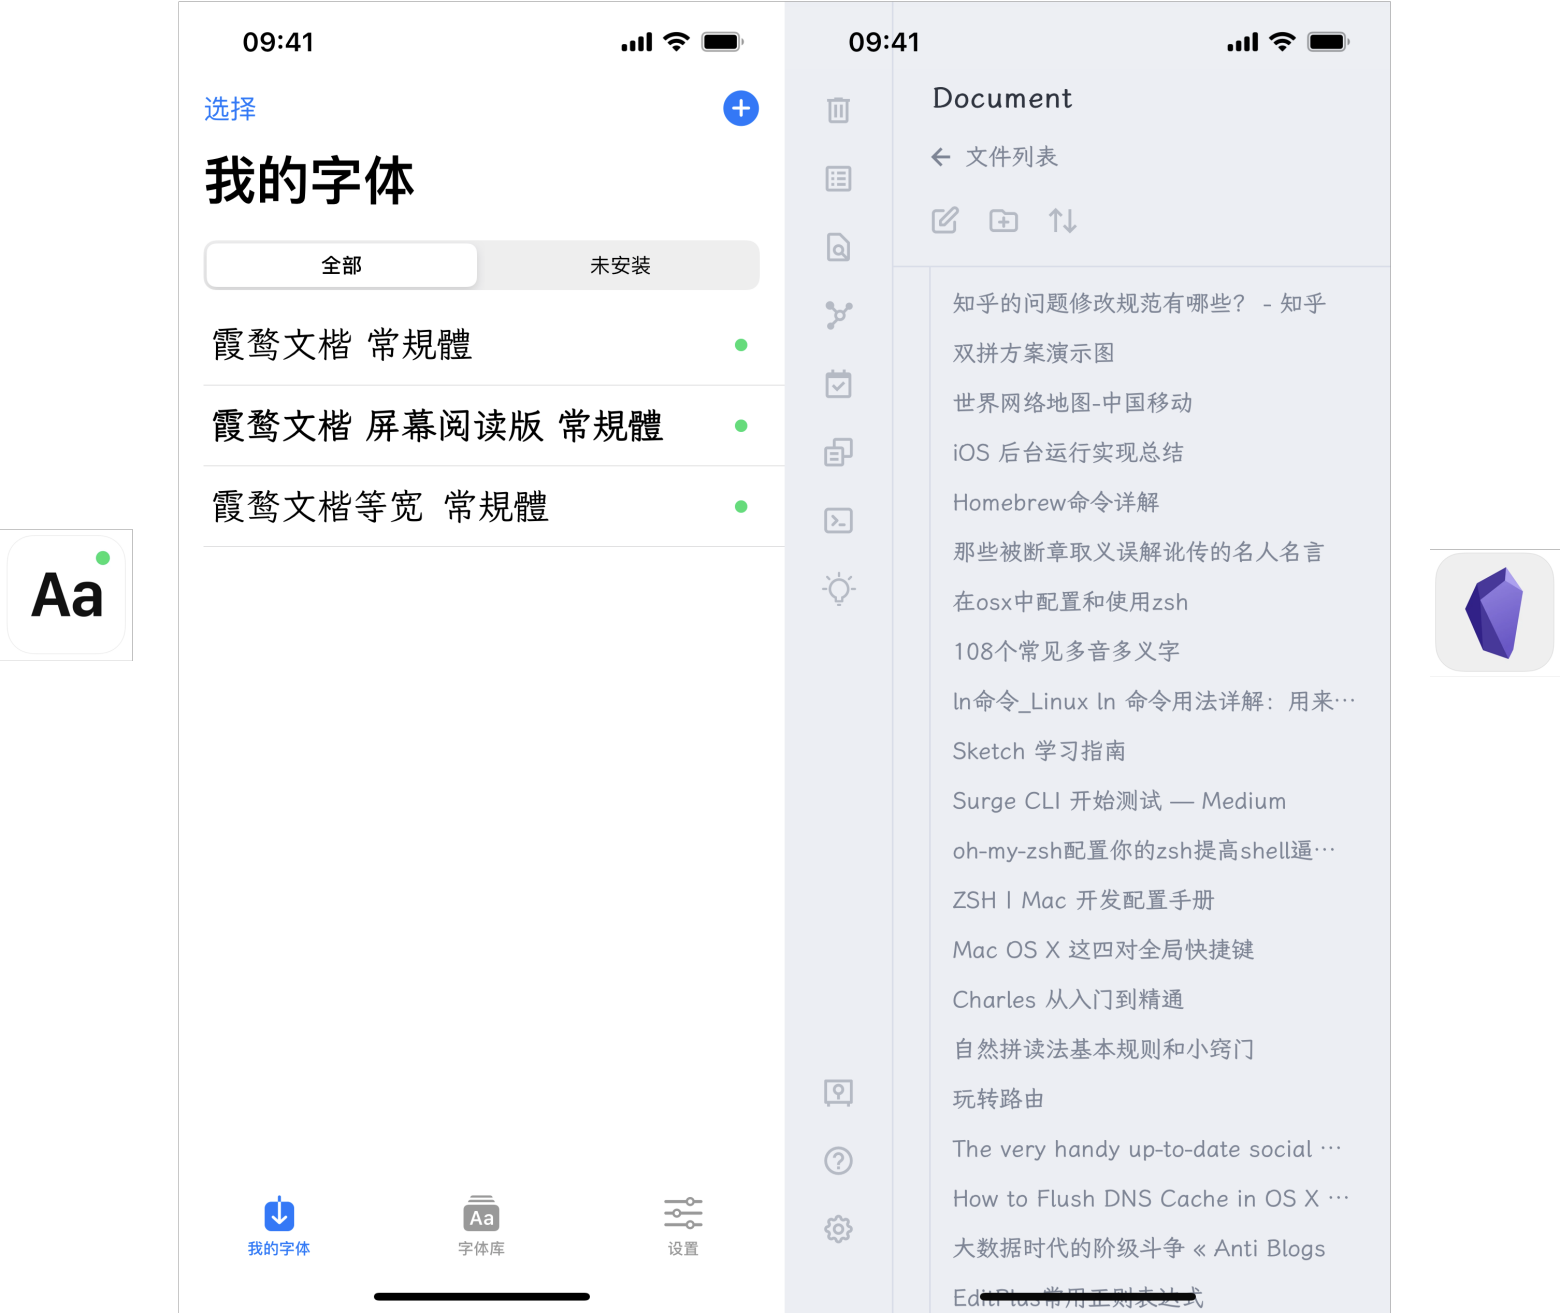 09:41
选择
我的字体
全部
未安装
霞鹜文楷 常規體
霞鹜文楷 屏幕阅读版 常規體
霞鹜文楷等宽 常規體
我的字体
Aa
字体库
设置
Aa
09:41
Document
文件列表
知乎的问题修改规范有哪些？ - 知乎
双拼方案演示图
世界网络地图-中国移动
iOS 后台运行实现总结
Homebrew命令详解
那些被断章取义误解讹传的名人名言
在osx中配置和使用zsh
108个常见多音多义字
ln命令_Linux ln 命令用法详解：用来…
Sketch 学习指南
Surge CLI 开始测试 — Medium
oh-my-zsh配置你的zsh提高shell逼…
ZSH | Mac 开发配置手册
Mac OS X 这四对全局快捷键
Charles 从入门到精通
自然拼读法基本规则和小窍门
玩转路由
The very handy up-to-date social …
How to Flush DNS Cache in OS X …
大数据时代的阶级斗争 « Anti Blogs
EditPlus常用正则表达式